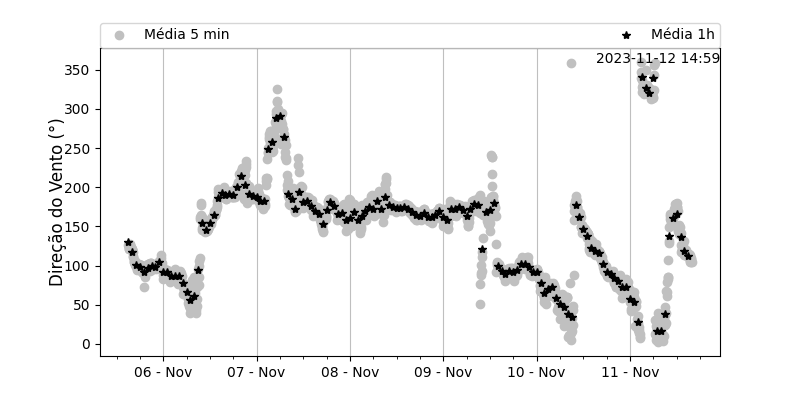 Média 5 min
Média 1h
2023-11-12 14:59
Direção do Vento (°)
350
300
250
200
150
100
50
0
06 - Nov
07 - Nov
08 - Nov
09 - Nov
10 - Nov
11 - Nov